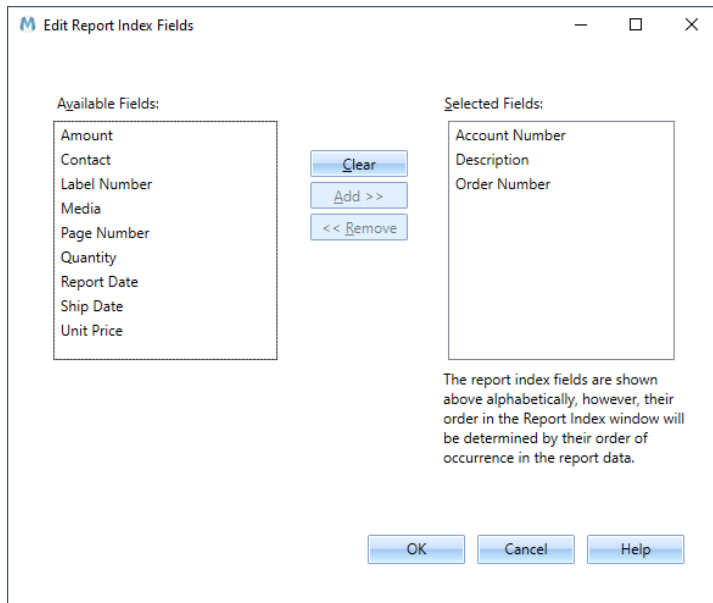 Edit Report Index Fields
Available Fields:
Amount
Contact
Label Number
Media
Page Number
Quantity
Report Date
Ship Date
Unit Price
Clear
Add >>
<< Remove
Selected Fields:
Account Number
Description
Order Number
The report index fields are shown
above alphabetically, however, their
order in the Report Index window will
be determined by their order of
occurrence in the report data.
OK
Cancel
Help